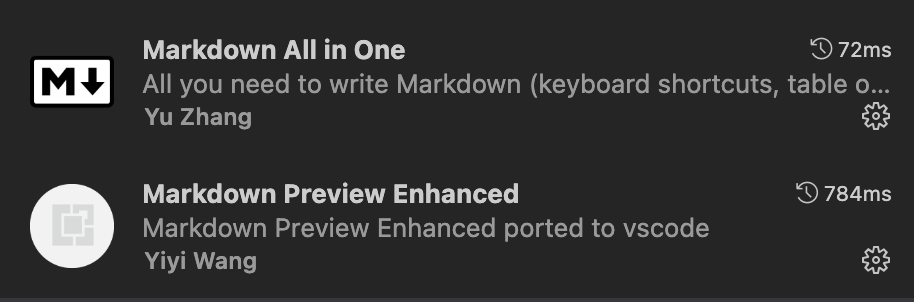 Markdown All in One 72ms
All you need to write Markdown (keyboard shortcuts, table o...
Yu Zhang
M
Markdown Preview Enhanced 784ms
Markdown Preview Enhanced ported to vscode
Yiyi Wang